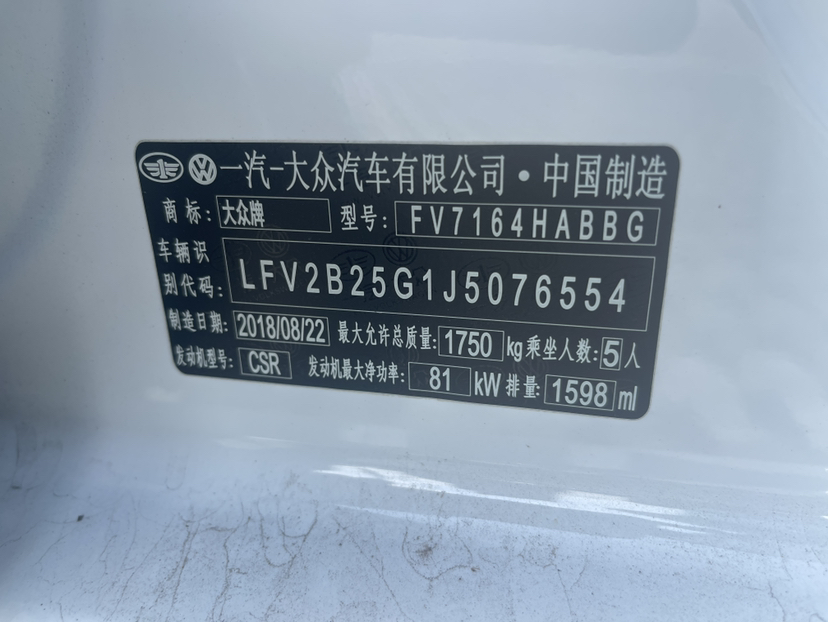 一汽-大众汽车有限公司·中国制造
商标: 大众牌 型号: FV7164HABBG
车辆识别代码: LFV2B25G1J5076554
制造日期: 2018/08/22 最大允许总质量: 1750 kg 乘坐人数: 5 人
发动机型号: CSR 发动机最大净功率: 81 kW 排量: 1598 ml